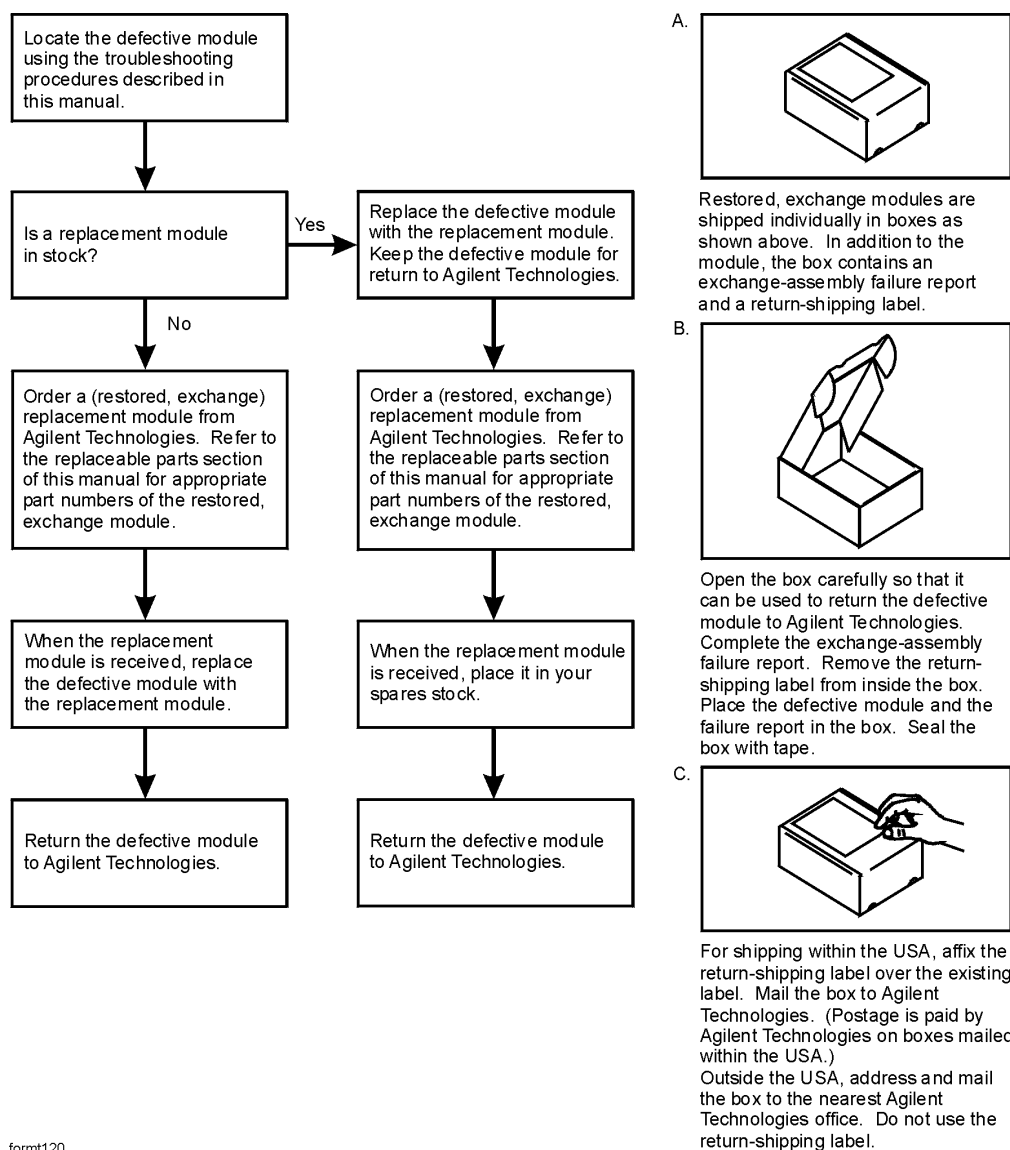 Locate the defective module
using the troubleshooting
procedures described in
this manual.
Is a replacement module
in stock?
Yes
Replace the defective module
with the replacement module.
Keep the defective module for
return to Agilent Technologies.
No
Order a (restored, exchange)
replacement module from
Agilent Technologies. Refer to
the replaceable parts section
of this manual for appropriate
part numbers of the restored,
exchange module.
Order a (restored, exchange)
replacement module from
Agilent Technologies. Refer to
the replaceable parts section
of this manual for appropriate
part numbers of the restored,
exchange module.
When the replacement
module is received, replace
the defective module with
the replacement module.
When the replacement module
is received, place it in your
spares stock.
Return the defective module
to Agilent Technologies.
Return the defective module
to Agilent Technologies.
A.
Restored, exchange modules are
shipped individually in boxes as
shown above. In addition to the
module, the box contains an
exchange-assembly failure report
and a return-shipping label.
B.
Open the box carefully so that it
can be used to return the defective
module to Agilent Technologies.
Complete the exchange-assembly
failure report. Remove the return-
shipping label from inside the box.
Place the defective module and the
failure report in the box. Seal the
box with tape.
C.
For shipping within the USA, affix the
return-shipping label over the existing
label. Mail the box to Agilent
Technologies. (Postage is paid by
Agilent Technologies on boxes mailed
within the USA.)
Outside the USA, address and mail
the box to the nearest Agilent
Technologies office. Do not use the
return-shipping label.
formt120